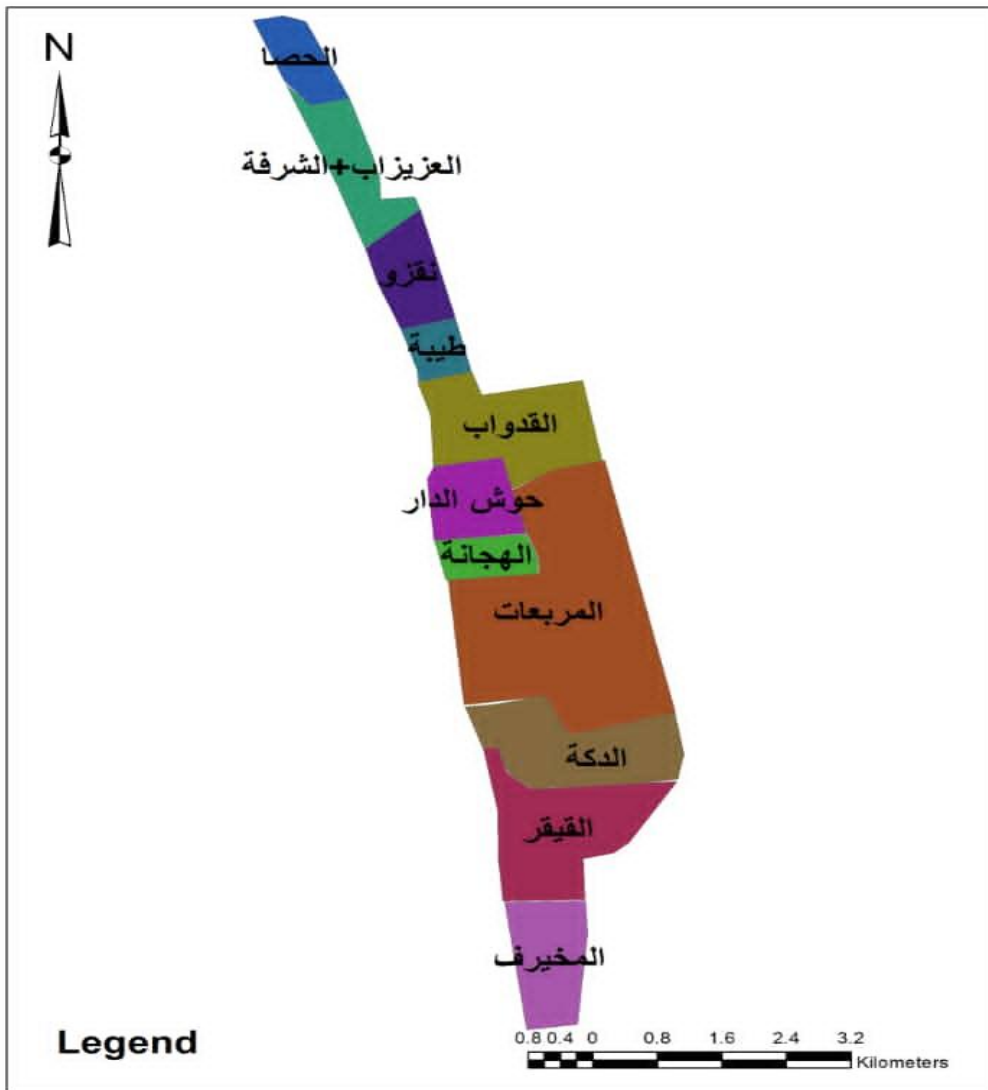 N
الحصا
العزيزاب+الشرفة
نقزو
طيبة
القدواب
حوش الدار
الهجانة
المربعات
الدكة
القيقر
المخيرف
Legend
0.8 0.4 0 0.8 1.6 2.4 3.2
Kilometers